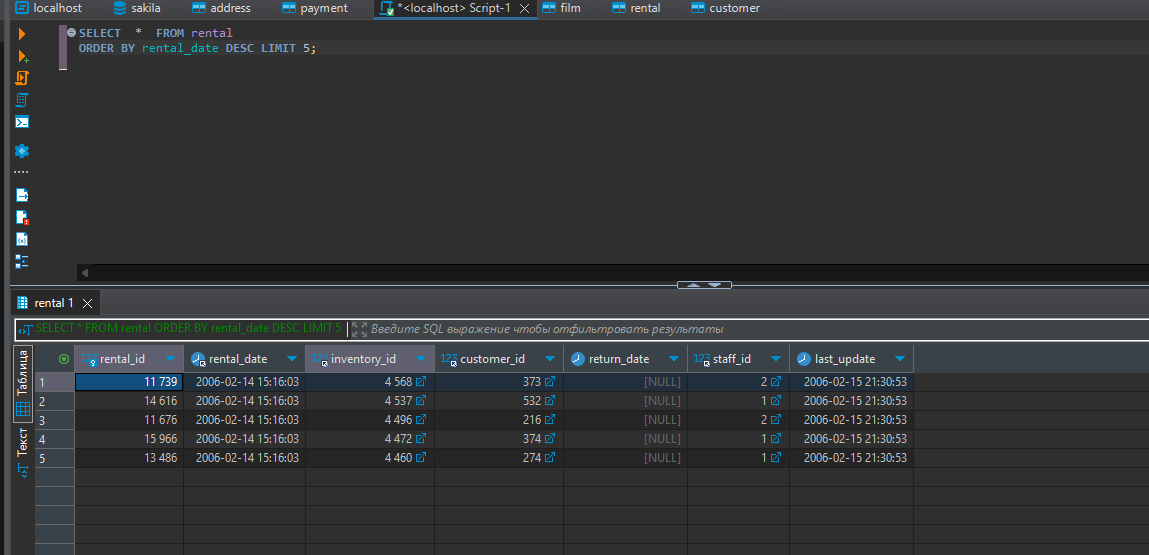 localhost sakila address payment *<localhost> Script-1 film rental customer
SELECT * FROM rental
ORDER BY rental_date DESC LIMIT 5;
rental 1
SELECT * FROM rental ORDER BY rental_date DESC LIMIT 5 Введите SQL выражение чтобы отфильтровать результаты
Таблица
Текст
123 rental_id rental_date 123 inventory_id 123 customer_id return_date 123 staff_id last_update
1 11 739 2006-02-14 15:16:03 4 568 373 [NULL] 2 2006-02-15 21:30:53
2 14 616 2006-02-14 15:16:03 4 537 532 [NULL] 1 2006-02-15 21:30:53
3 11 676 2006-02-14 15:16:03 4 496 216 [NULL] 2 2006-02-15 21:30:53
4 15 966 2006-02-14 15:16:03 4 472 374 [NULL] 1 2006-02-15 21:30:53
5 13 486 2006-02-14 15:16:03 4 460 274 [NULL] 1 2006-02-15 21:30:53